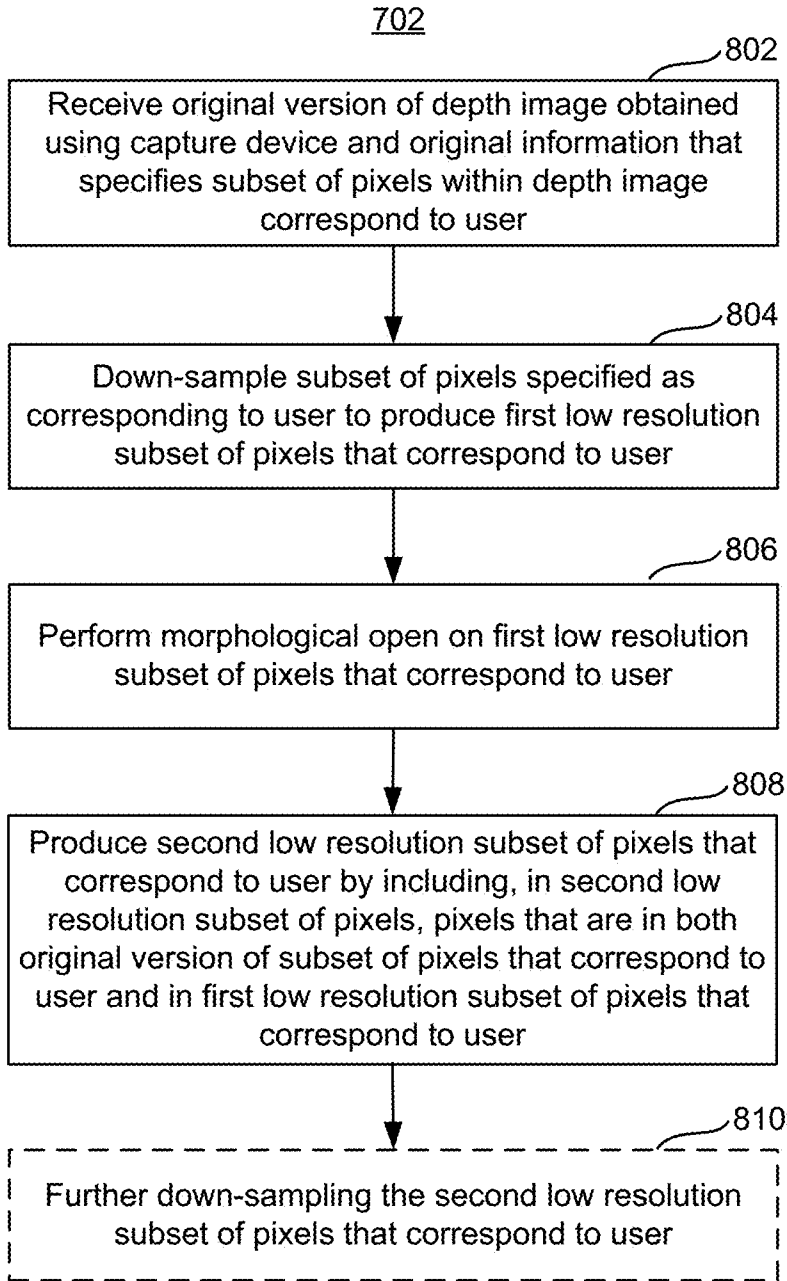 702
802
Receive original version of depth image obtained
using capture device and original information that
specifies subset of pixels within depth image
correspond to user
804
Down-sample subset of pixels specified as
corresponding to user to produce first low resolution
subset of pixels that correspond to user
806
Perform morphological open on first low resolution
subset of pixels that correspond to user
808
Produce second low resolution subset of pixels that
correspond to user by including, in second low
resolution subset of pixels, pixels that are in both
original version of subset of pixels that correspond to
user and in first low resolution subset of pixels that
correspond to user
810
Further down-sampling the second low resolution
subset of pixels that correspond to user